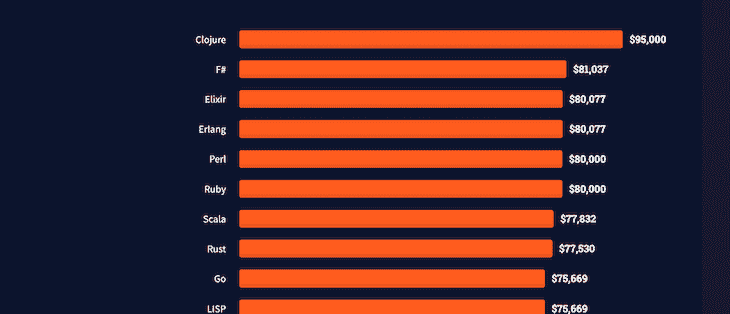 Clojure $95,000
F# $81,037
Elixir $80,077
Erlang $80,077
Perl $80,000
Ruby $80,000
Scala $77,832
Rust $77,530
Go $75,669
LISP $75,669